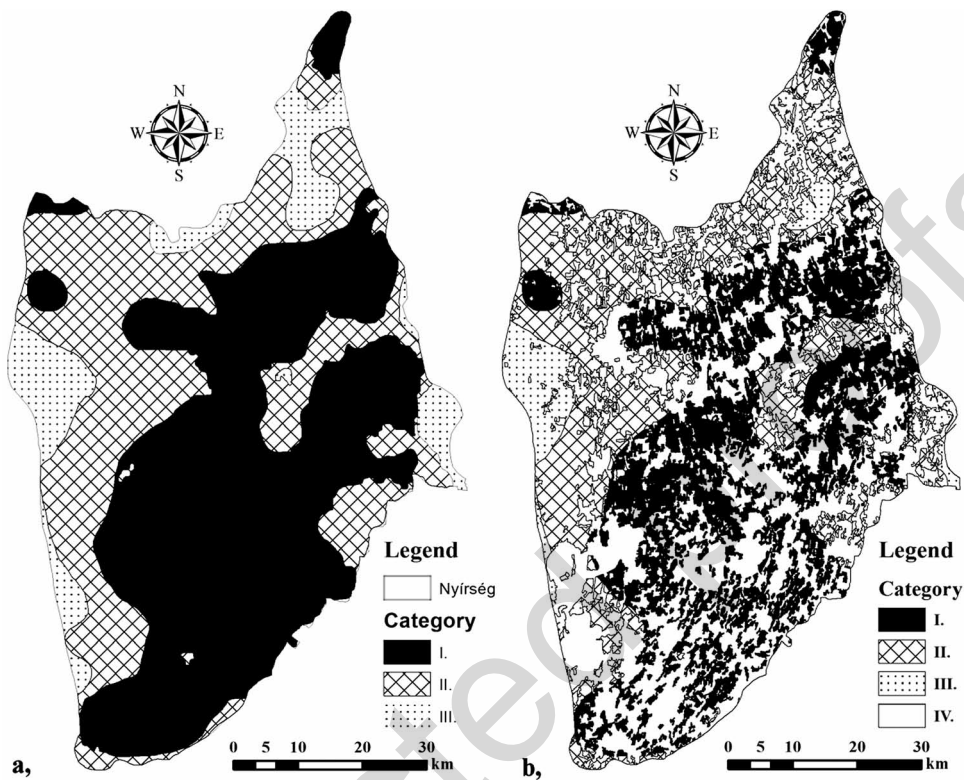 N
W E
S
Legend
Nyírség
Category
I.
II.
III.
0 5 10 20 30
km
a,
N
W E
S
Legend
Category
I.
II.
III.
IV.
0 5 10 20 30
km
b,